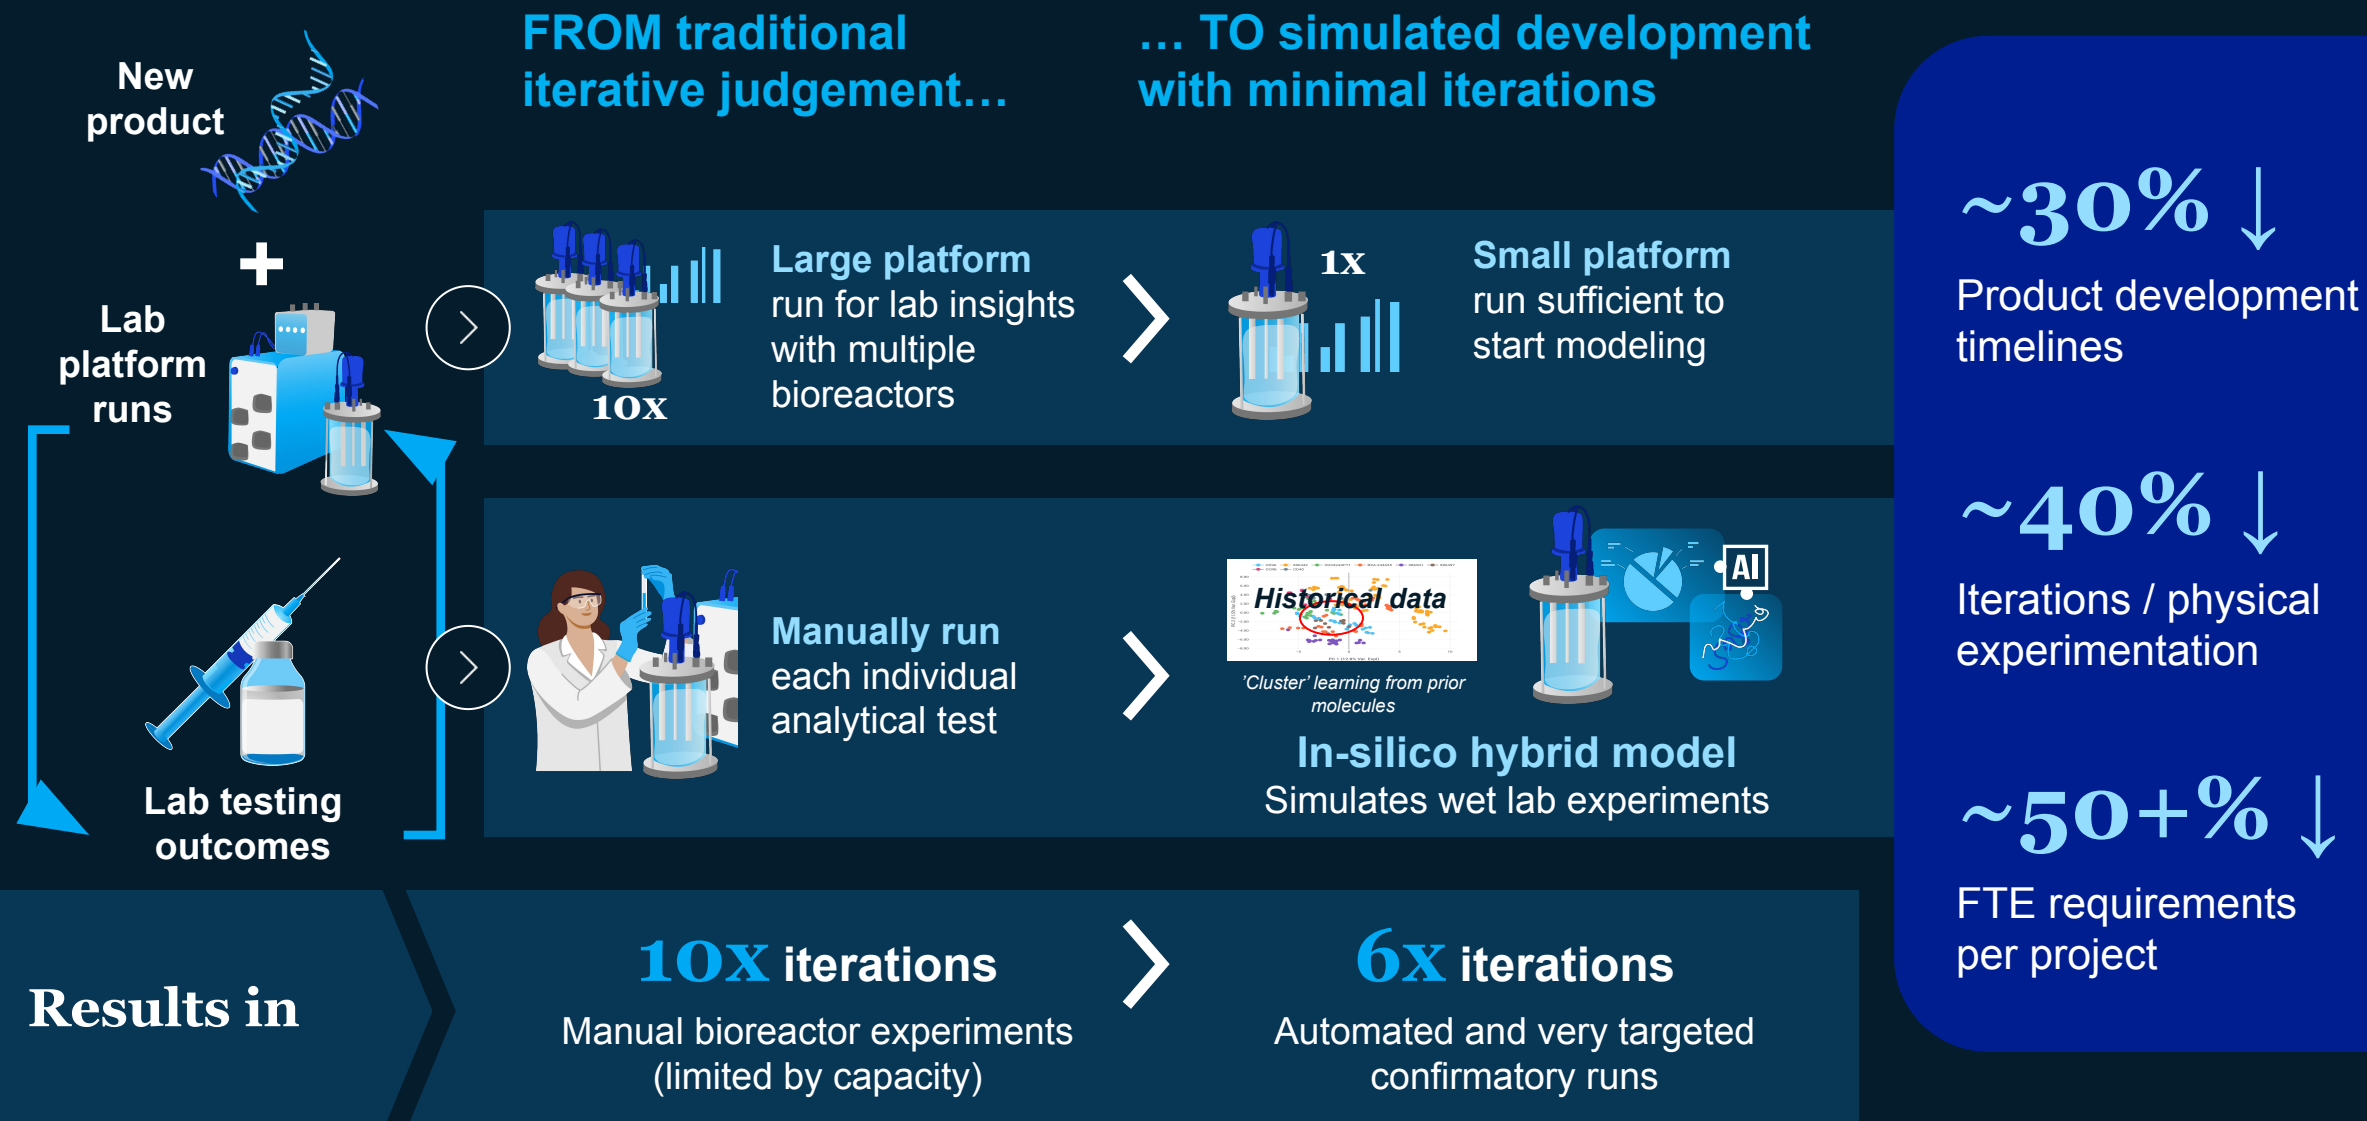 New
product
Lab
platform
runs
Lab testing
outcomes
FROM traditional
iterative judgement…
… TO simulated development
with minimal iterations
10x
Large platform
run for lab insights
with multiple
bioreactors
1x
Small platform
run sufficient to
start modeling
Manually run
each individual
analytical test
Historical data
'Cluster' learning from prior
molecules
AI
In-silico hybrid model
Simulates wet lab experiments
Results in
10x iterations
Manual bioreactor experiments
(limited by capacity)
6x iterations
Automated and very targeted
confirmatory runs
~30% ↓
Product development
timelines
~40% ↓
Iterations / physical
experimentation
~50+% ↓
FTE requirements
per project